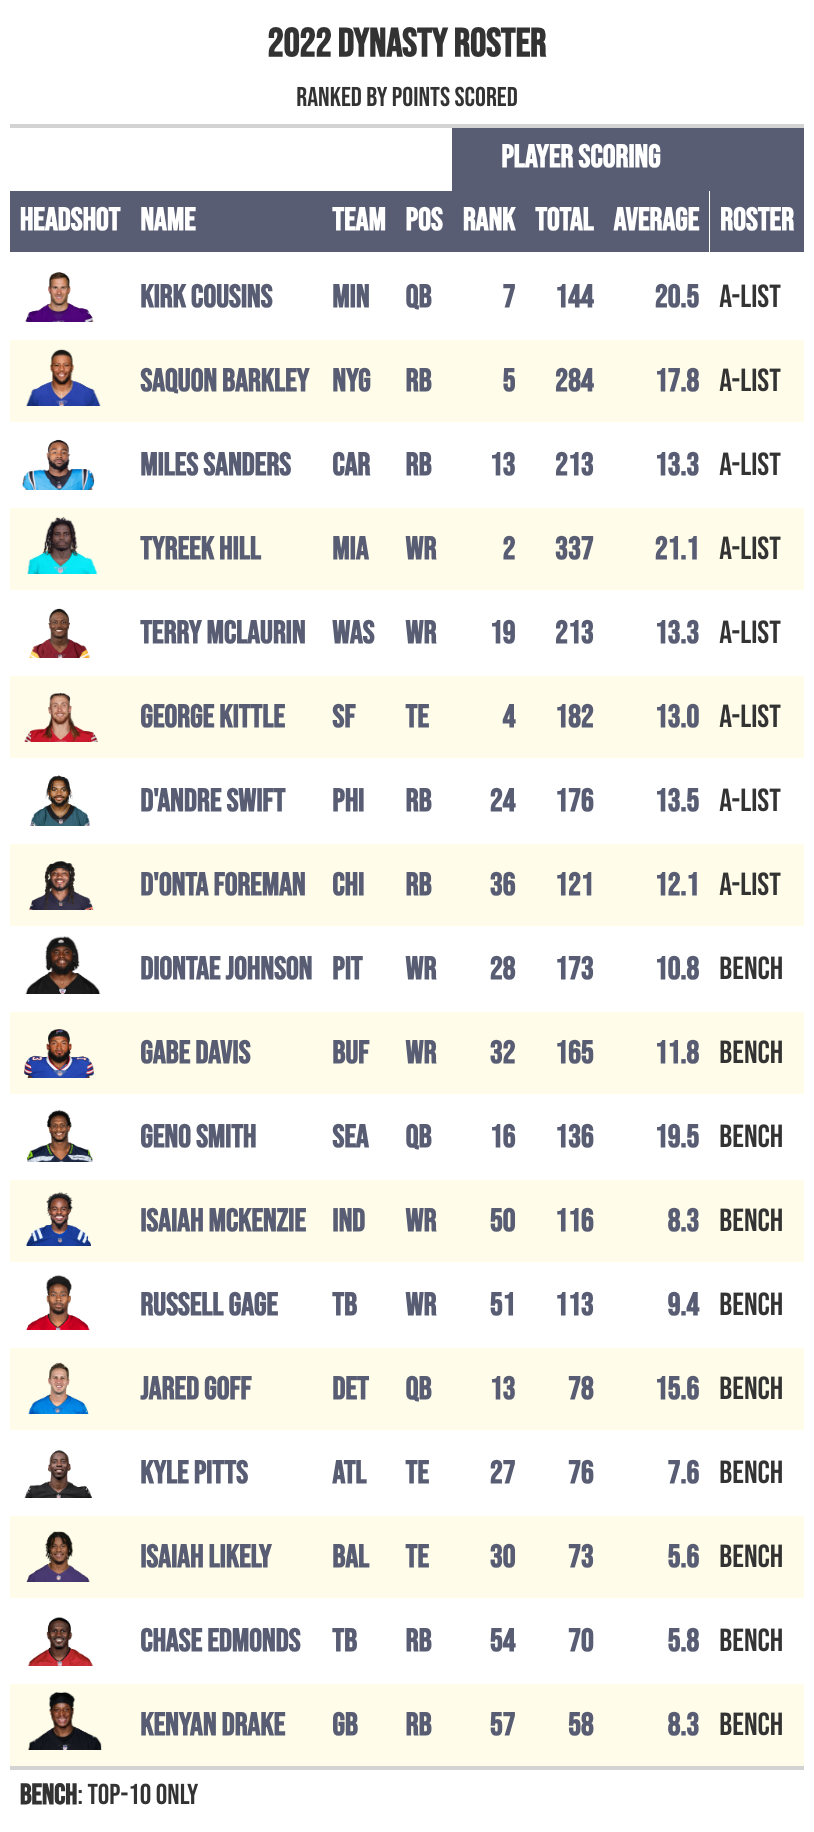 2022 DYNASTY ROSTER
RANKED BY POINTS SCORED
PLAYER SCORING
HEADSHOT NAME TEAM POS RANK TOTAL AVERAGE ROSTER
KIRK COUSINS MIN QB 7 144 20.5 A-LIST
SAQUON BARKLEY NYG RB 5 284 17.8 A-LIST
MILES SANDERS CAR RB 13 213 13.3 A-LIST
TYREEK HILL MIA WR 2 337 21.1 A-LIST
TERRY MCLAURIN WAS WR 19 213 13.3 A-LIST
GEORGE KITTLE SF TE 4 182 13.0 A-LIST
D'ANDRE SWIFT PHI RB 24 176 13.5 A-LIST
D'ONTA FOREMAN CHI RB 36 121 12.1 A-LIST
DIONTAE JOHNSON PIT WR 28 173 10.8 BENCH
GABE DAVIS BUF WR 32 165 11.8 BENCH
GENO SMITH SEA QB 16 136 19.5 BENCH
ISAIAH MCKENZIE IND WR 50 116 8.3 BENCH
RUSSELL GAGE TB WR 51 113 9.4 BENCH
JARED GOFF DET QB 13 78 15.6 BENCH
KYLE PITTS ATL TE 27 76 7.6 BENCH
ISAIAH LIKELY BAL TE 30 73 5.6 BENCH
CHASE EDMONDS TB RB 54 70 5.8 BENCH
KENYAN DRAKE GB RB 57 58 8.3 BENCH
BENCH: TOP-10 ONLY